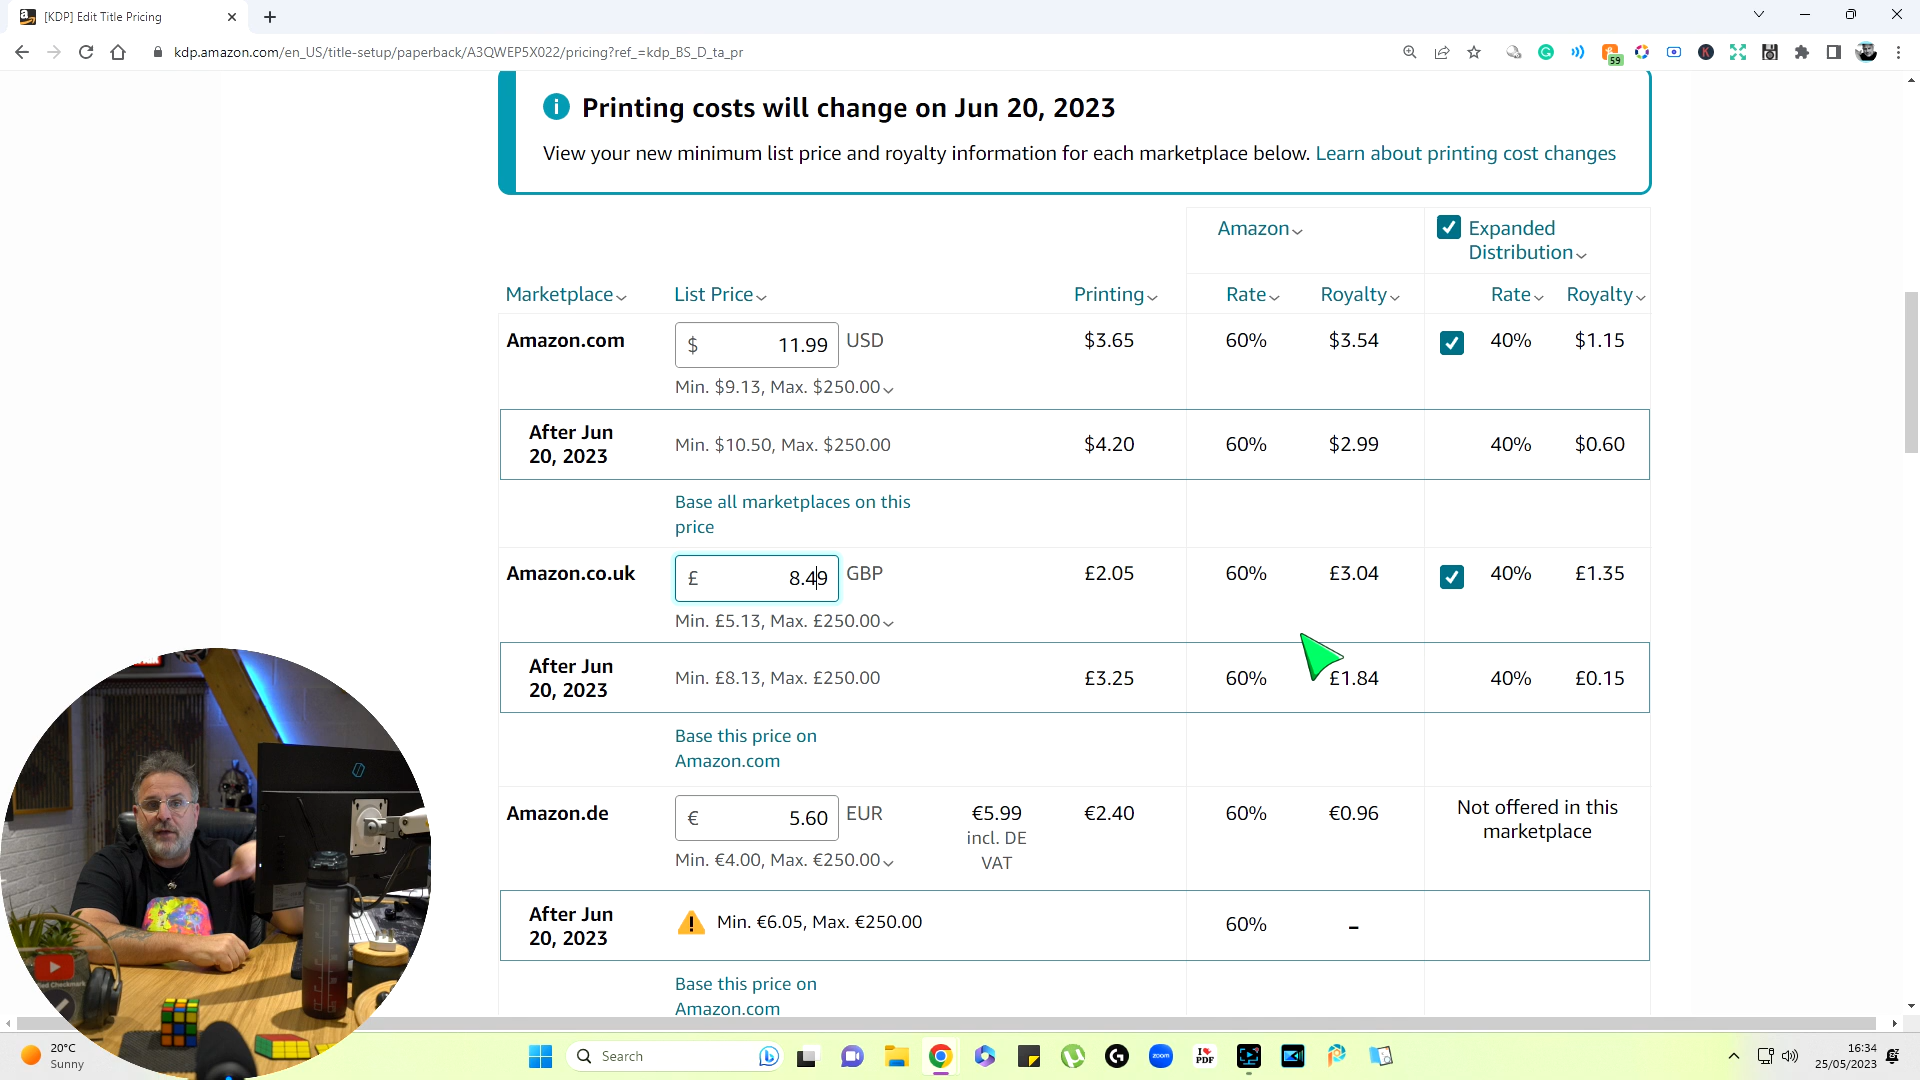 [KDP] Edit Title Pricing
kdp.amazon.com/en_US/title-setup/paperback/A3QWEP5X022/pricing?ref_=kdp_BS_D_ta_pr
59
K
Printing costs will change on Jun 20, 2023
View your new minimum list price and royalty information for each marketplace below. Learn about printing cost changes
Amazon
Expanded
Distribution
Marketplace List Price Printing Rate Royalty Rate Royalty
Amazon.com $ 11.99 USD $3.65 60% $3.54 40% $1.15
Min. $9.13, Max. $250.00
After Jun
20, 2023
Min. $10.50, Max. $250.00 $4.20 60% $2.99 40% $0.60
Base all marketplaces on this
price
Amazon.co.uk £ 8.49 GBP £2.05 60% £3.04 40% £1.35
Min. £5.13, Max. £250.00
After Jun
20, 2023
Min. £8.13, Max. £250.00 £3.25 60% £1.84 40% £0.15
Base this price on
Amazon.com
Amazon.de € 5.60 EUR €5.99 €2.40 60% €0.96
incl. DE
VAT
Not offered in this
marketplace
Min. €4.00, Max. €250.00
After Jun
20, 2023
Min. €6.05, Max. €250.00 60% –
Base this price on
Amazon.com
20°C
Sunny
Search
zoom
I
PDF
16:34
25/05/2023